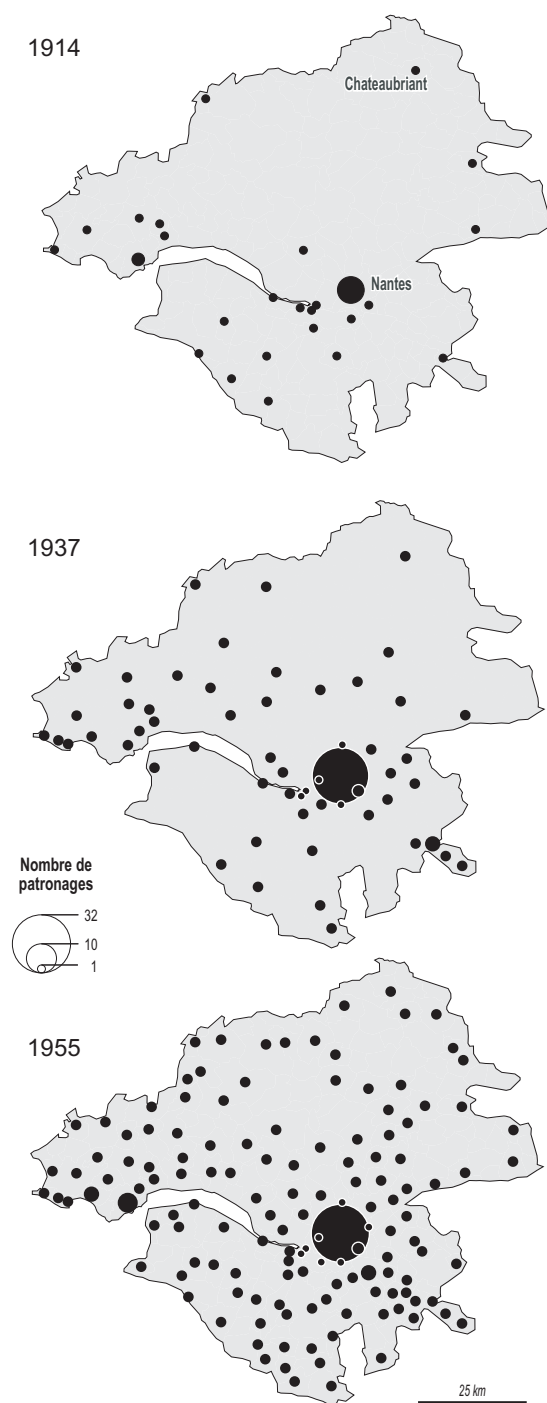 1914
Chateaubriant
Nantes
1937
Nombre de
patronages
32
10
1
1955
25 km